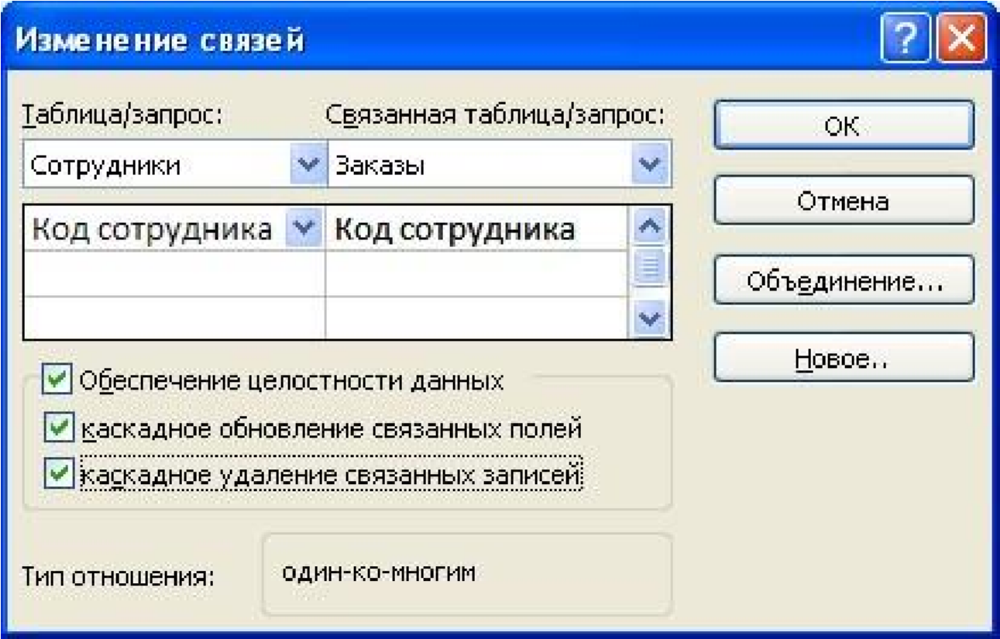 Изменение связей
Таблица/запрос: Связанная таблица/запрос:
Сотрудники Заказы
Код сотрудника Код сотрудника
Обеспечение целостности данных
каскадное обновление связанных полей
каскадное удаление связанных записей
Тип отношения: один-ко-многим
ОК
Отмена
Объединение...
Новое..